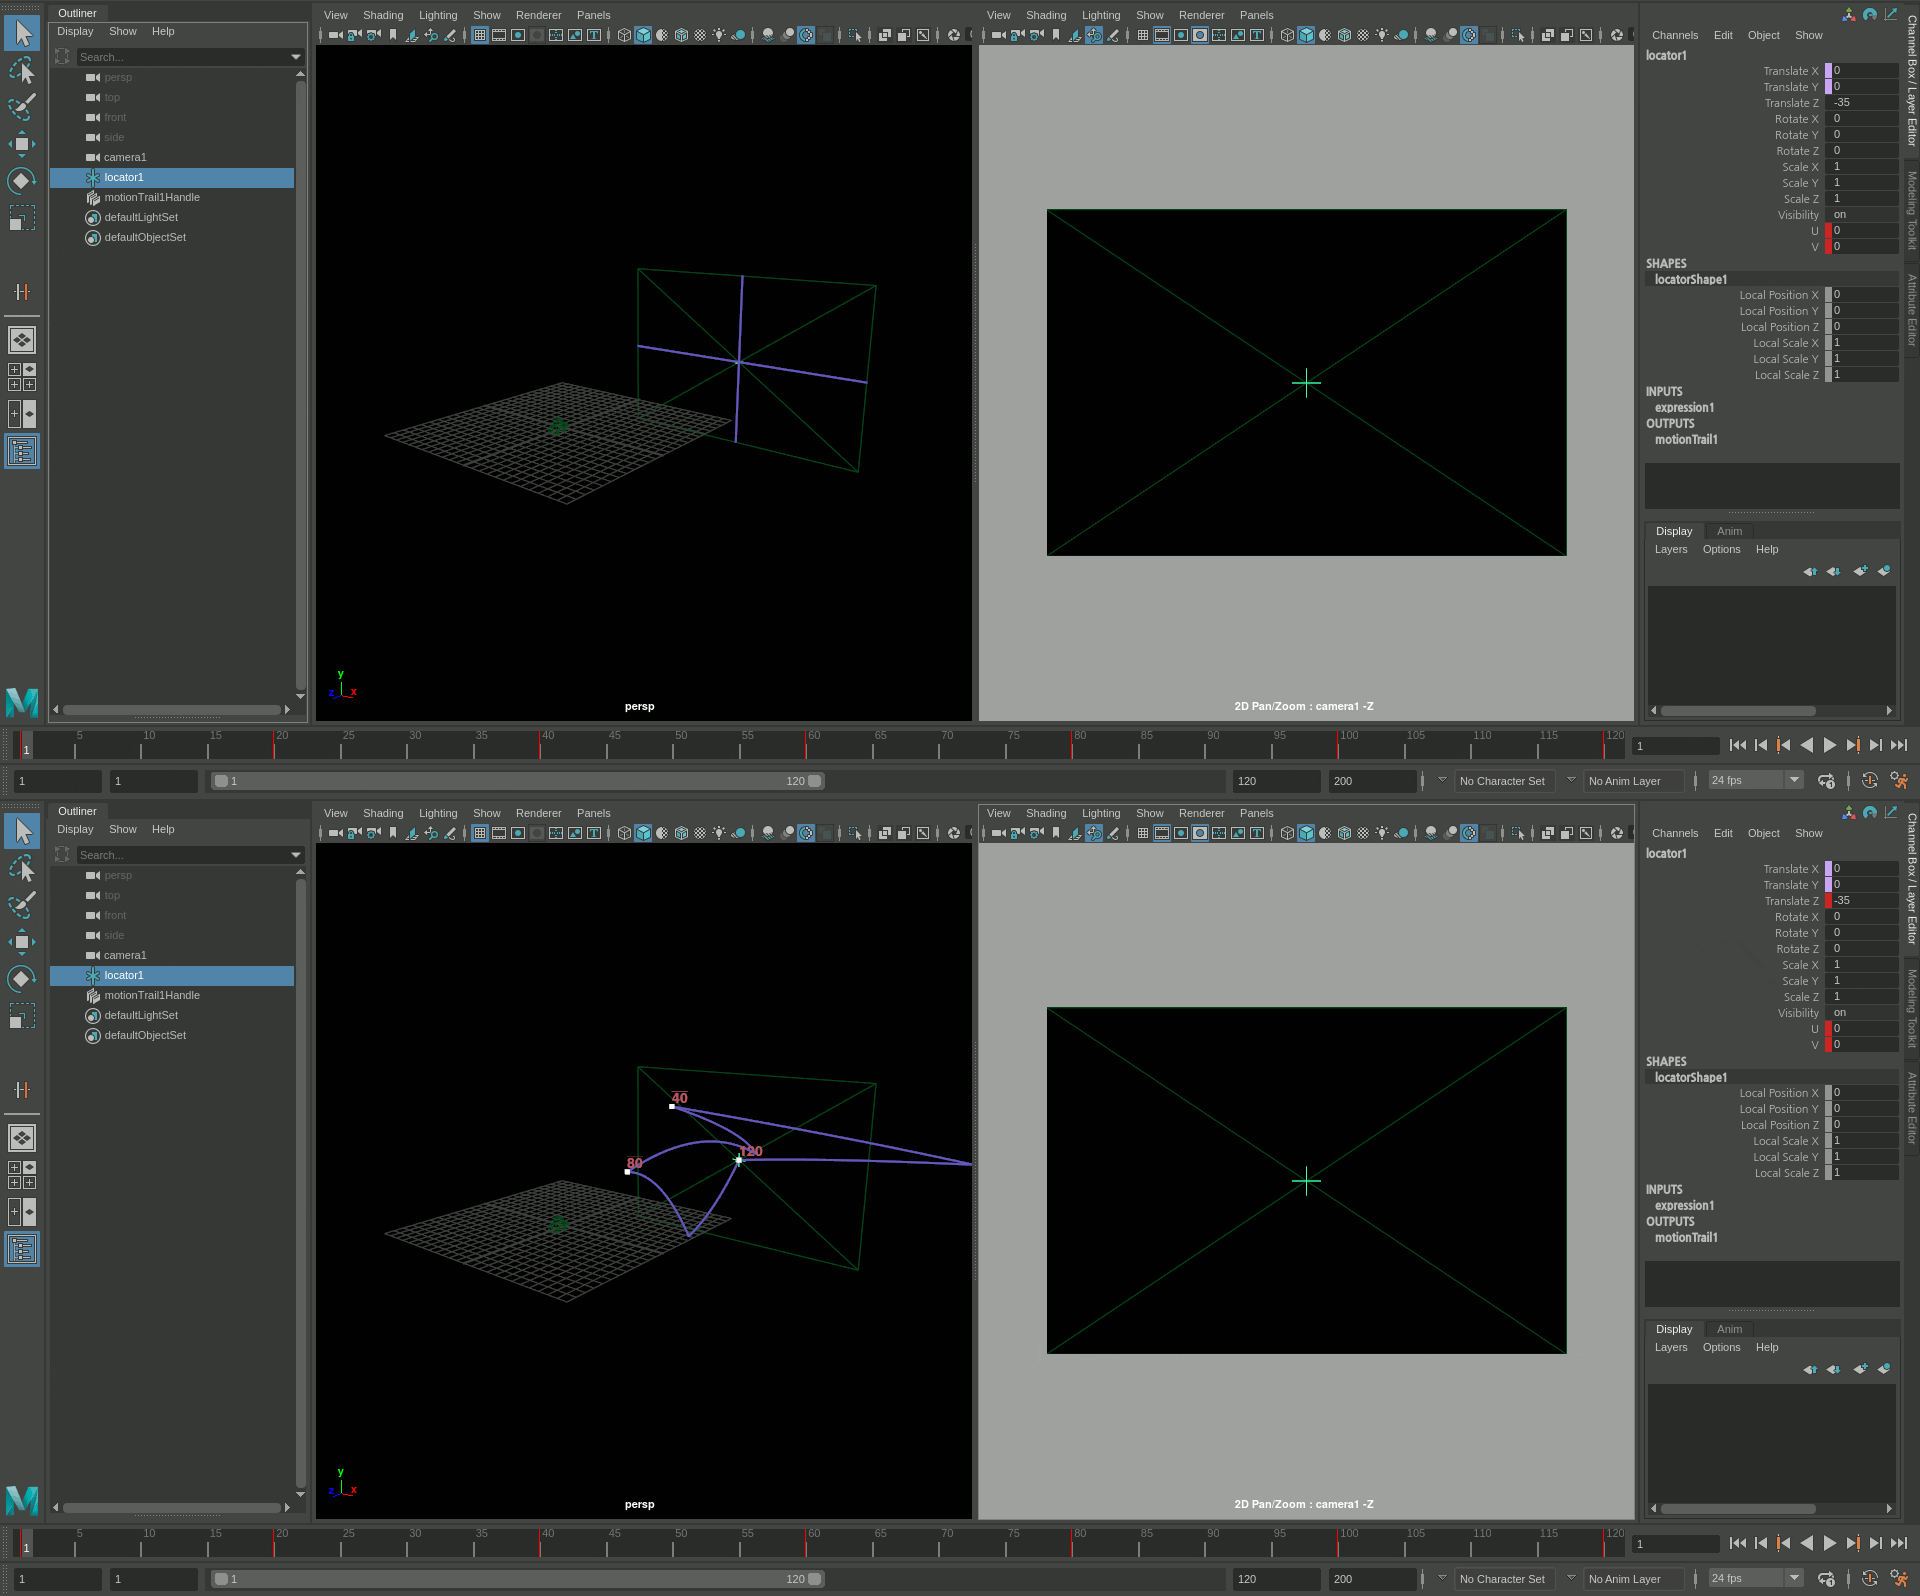 Outliner
Display Show Help
Search...
persp
top
front
side
camera1
locator1
motionTrail1Handle
defaultLightSet
defaultObjectSet
View Shading Lighting Show Renderer Panels
y
z x
persp
View Shading Lighting Show Renderer Panels
2D Pan/Zoom : camera1 -Z
Channels Edit Object Show
locator1
Translate X 0
Translate Y 0
Translate Z -35
Rotate X 0
Rotate Y 0
Rotate Z 0
Scale X 1
Scale Y 1
Scale Z 1
Visibility on
U 0
V 0
SHAPES
locatorShape1
Local Position X 0
Local Position Y 0
Local Position Z 0
Local Scale X 1
Local Scale Y 1
Local Scale Z 1
INPUTS
expression1
OUTPUTS
motionTrail1
Display Anim
Layers Options Help
Channel Box / Layer Editor
Modeling Toolkit
Attribute Editor
1 5 10 15 20 25 30 35 40 45 50 55 60 65 70 75 80 85 90 95 100 105 110 115 120 1
1 1 1 120 120 200 No Character Set No Anim Layer 24 fps
Outliner
Display Show Help
Search...
persp
top
front
side
camera1
locator1
motionTrail1Handle
defaultLightSet
defaultObjectSet
View Shading Lighting Show Renderer Panels
40
120
80
y
z x
persp
View Shading Lighting Show Renderer Panels
2D Pan/Zoom : camera1 -Z
Channels Edit Object Show
locator1
Translate X 0
Translate Y 0
Translate Z -35
Rotate X 0
Rotate Y 0
Rotate Z 0
Scale X 1
Scale Y 1
Scale Z 1
Visibility on
U 0
V 0
SHAPES
locatorShape1
Local Position X 0
Local Position Y 0
Local Position Z 0
Local Scale X 1
Local Scale Y 1
Local Scale Z 1
INPUTS
expression1
OUTPUTS
motionTrail1
Display Anim
Layers Options Help
Channel Box / Layer Editor
Modeling Toolkit
Attribute Editor
1 5 10 15 20 25 30 35 40 45 50 55 60 65 70 75 80 85 90 95 100 105 110 115 120 1
1 1 1 120 120 200 No Character Set No Anim Layer 24 fps